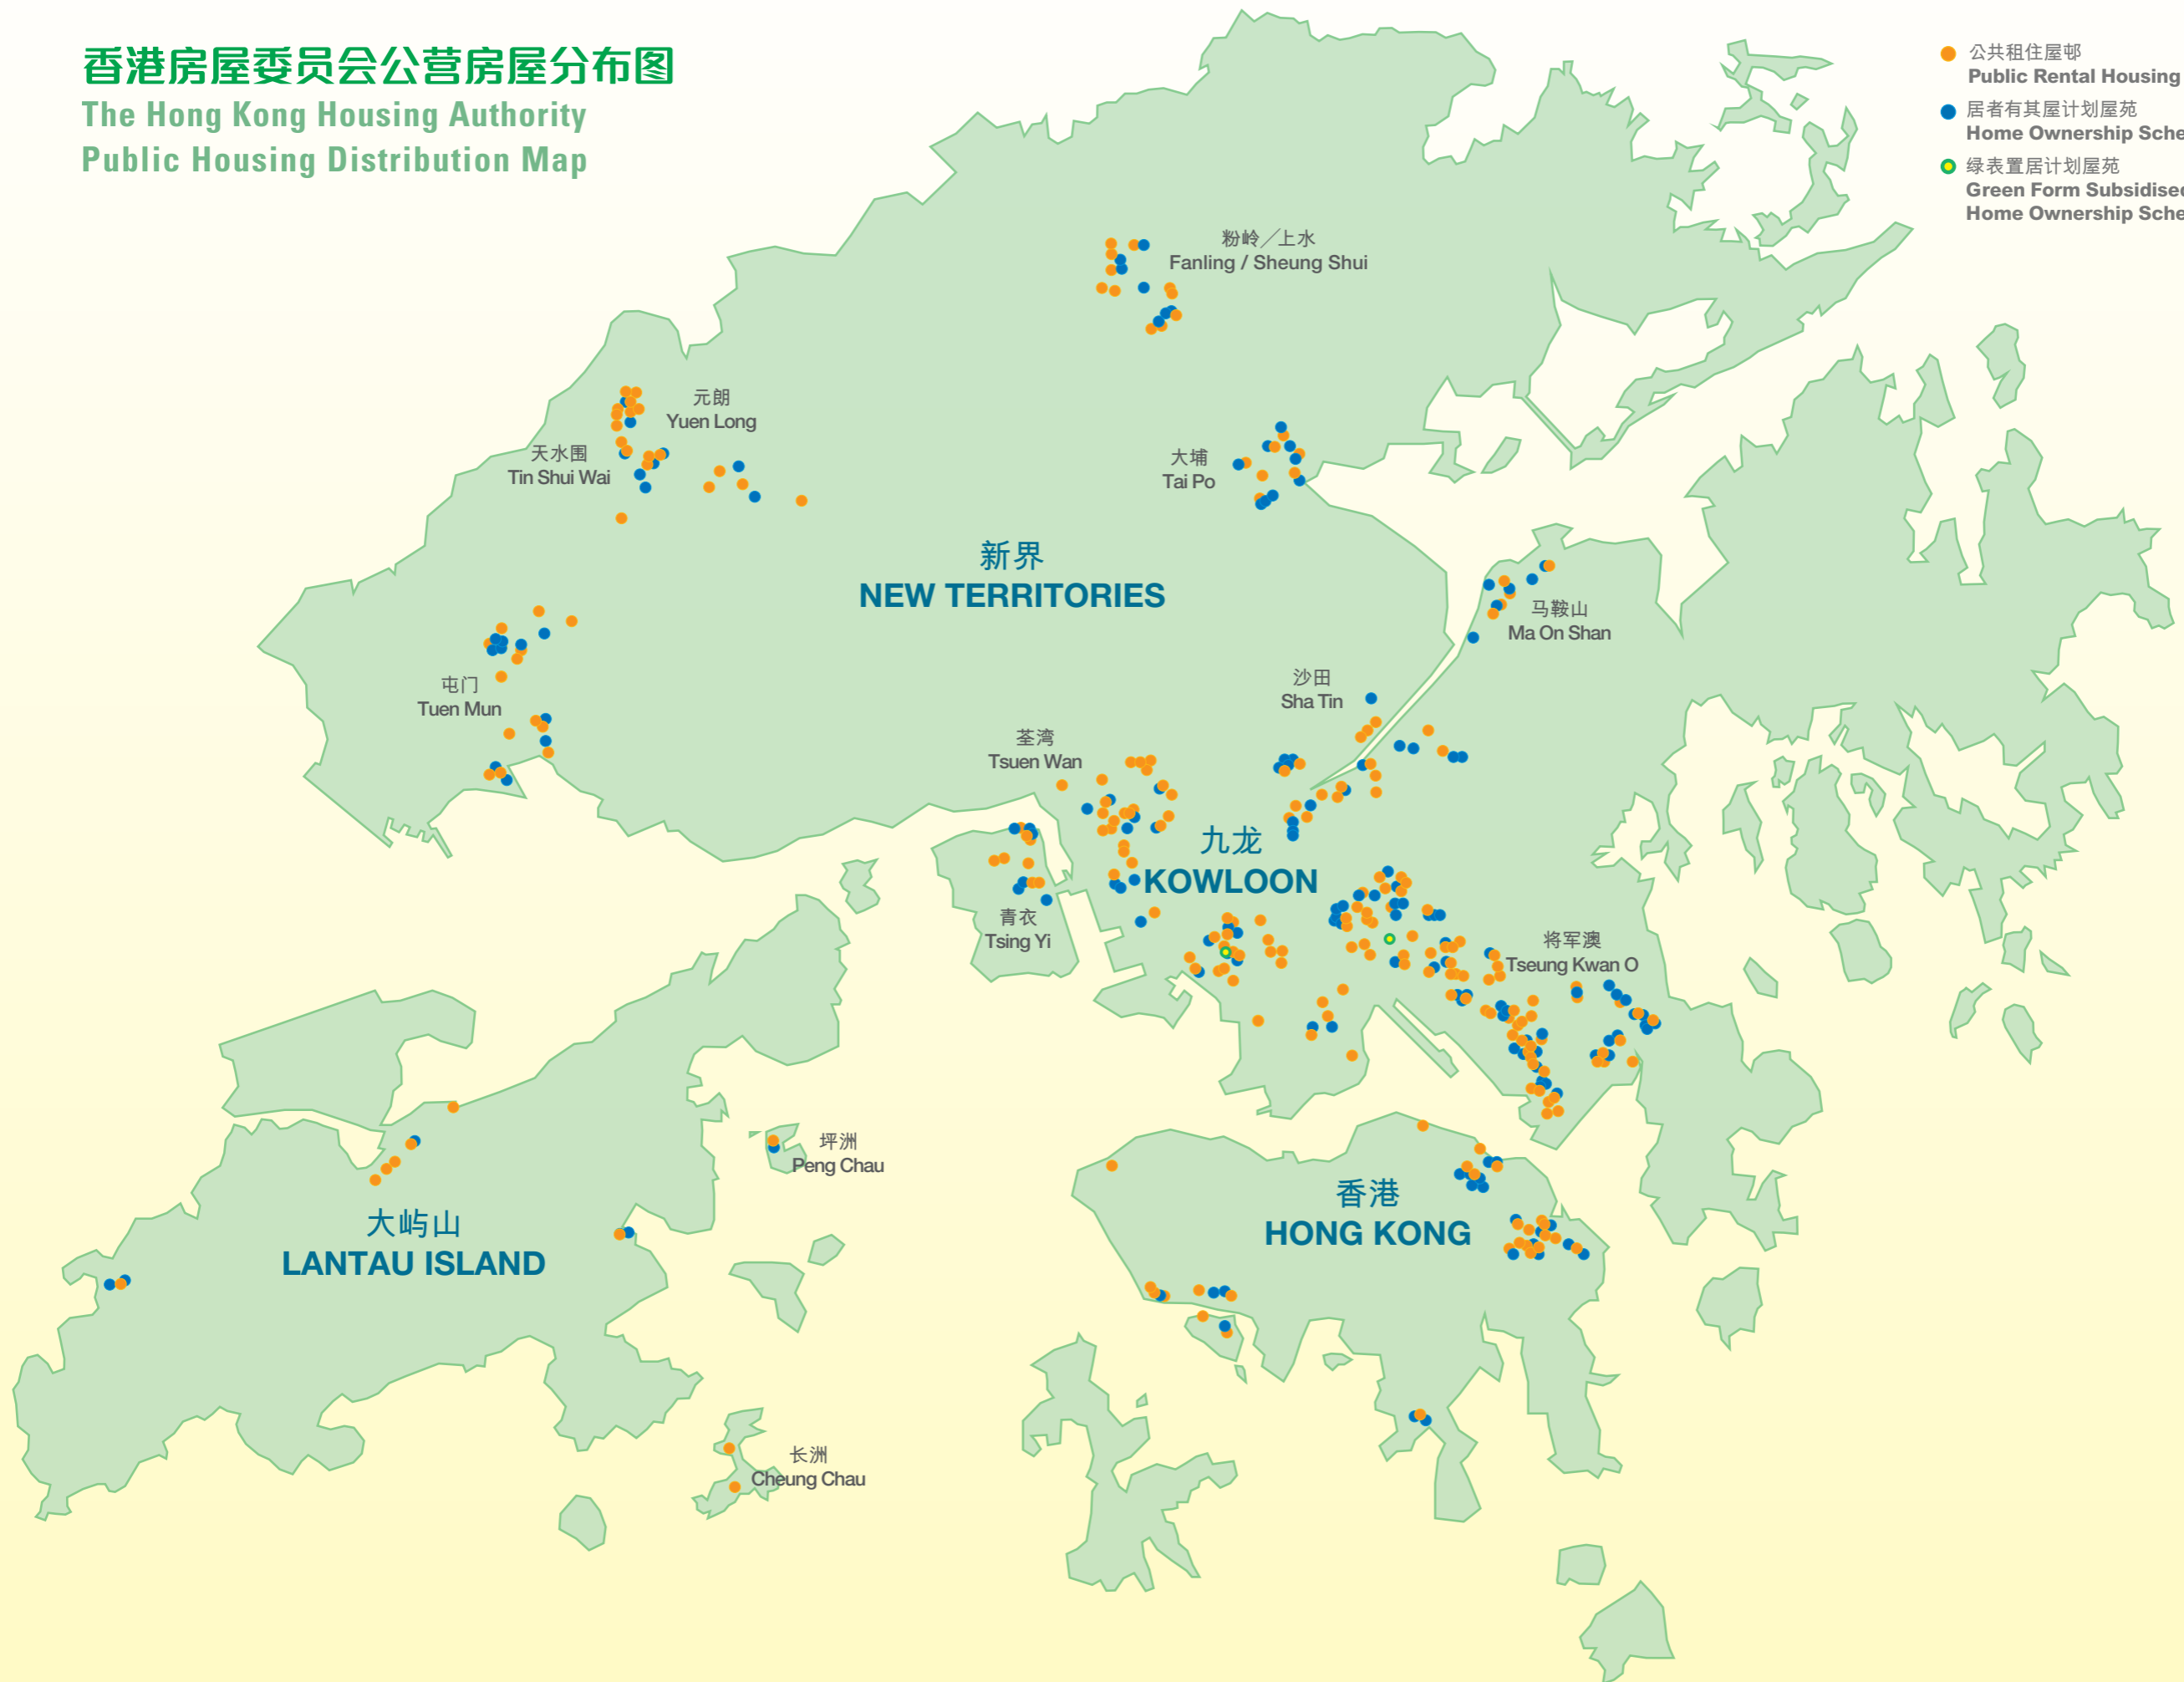 香港房屋委员会公营房屋分布图
The Hong Kong Housing Authority
Public Housing Distribution Map
公共租住屋邨
Public Rental Housing
居者有其屋计划屋苑
Home Ownership Sche
绿表置居计划屋苑
Green Form Subsidised
Home Ownership Sche
粉岭╱上水
Fanling / Sheung Shui
元朗
Yuen Long
天水围
Tin Shui Wai
大埔
Tai Po
新界
NEW TERRITORIES
马鞍山
Ma On Shan
沙田
Sha Tin
屯门
Tuen Mun
荃湾
Tsuen Wan
九龙
KOWLOON
青衣
Tsing Yi
将军澳
Tseung Kwan O
坪洲
Peng Chau
香港
HONG KONG
大屿山
LANTAU ISLAND
长洲
Cheung Chau